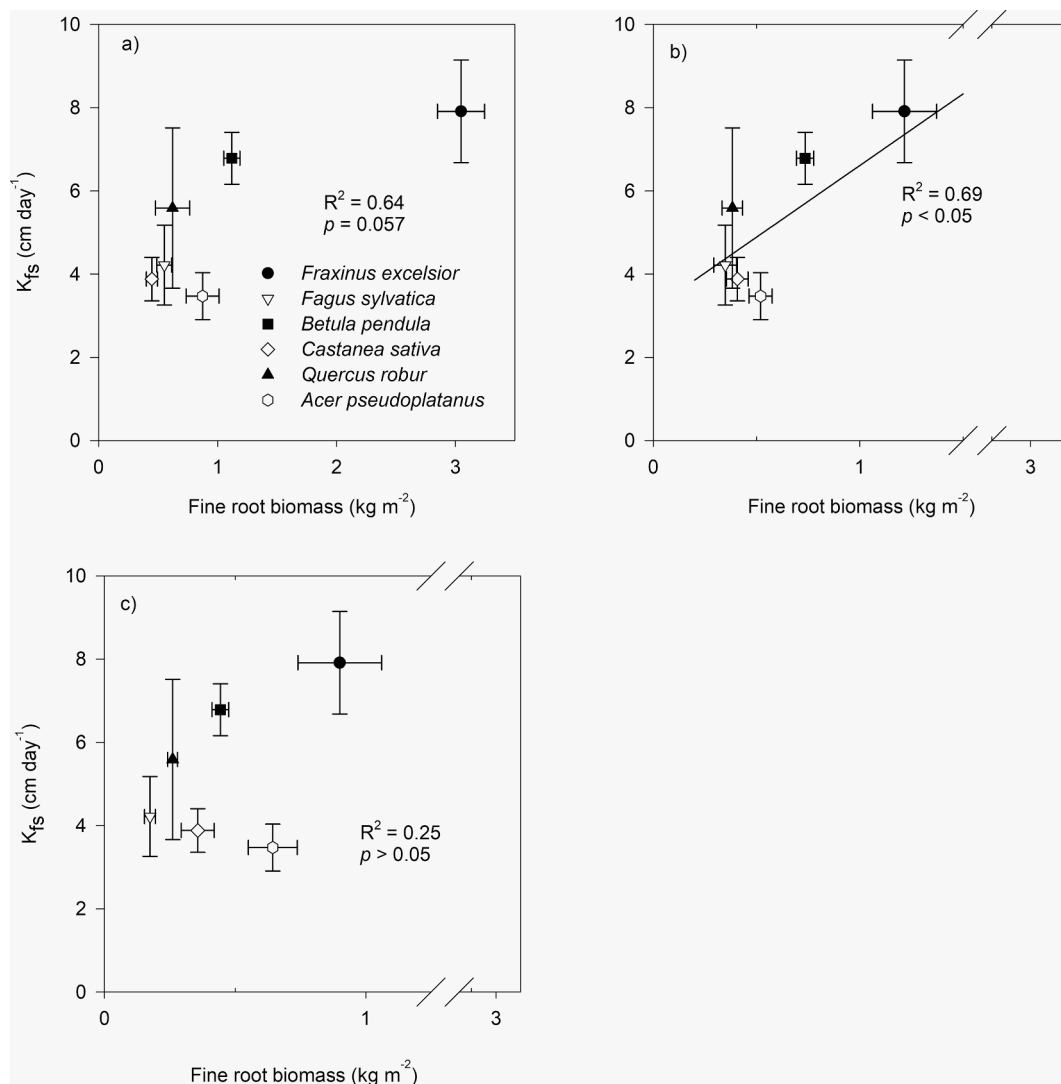 a)
10
8
6
4
2
0
K_fs (cm day⁻¹)
R² = 0.64
p = 0.057
Fraxinus excelsior
Fagus sylvatica
Betula pendula
Castanea sativa
Quercus robur
Acer pseudoplatanus
0 1 2 3
Fine root biomass (kg m⁻²)
b)
10
8
6
4
2
0
R² = 0.69
p < 0.05
0 1 3
Fine root biomass (kg m⁻²)
c)
10
8
6
4
2
0
K_fs (cm day⁻¹)
R² = 0.25
p > 0.05
0 1 3
Fine root biomass (kg m⁻²)